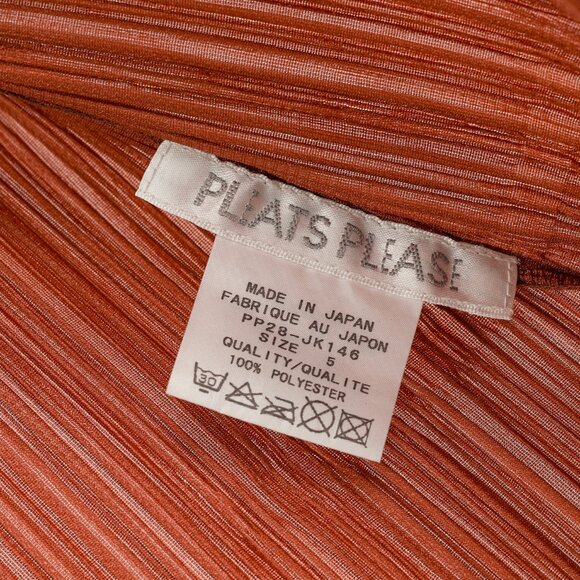 PLEATS PLEASE
MADE IN JAPAN
FABRIQUE AU JAPON
PP28-JK146
SIZE 5
QUALITY/QUALITE
100% POLYESTER
30